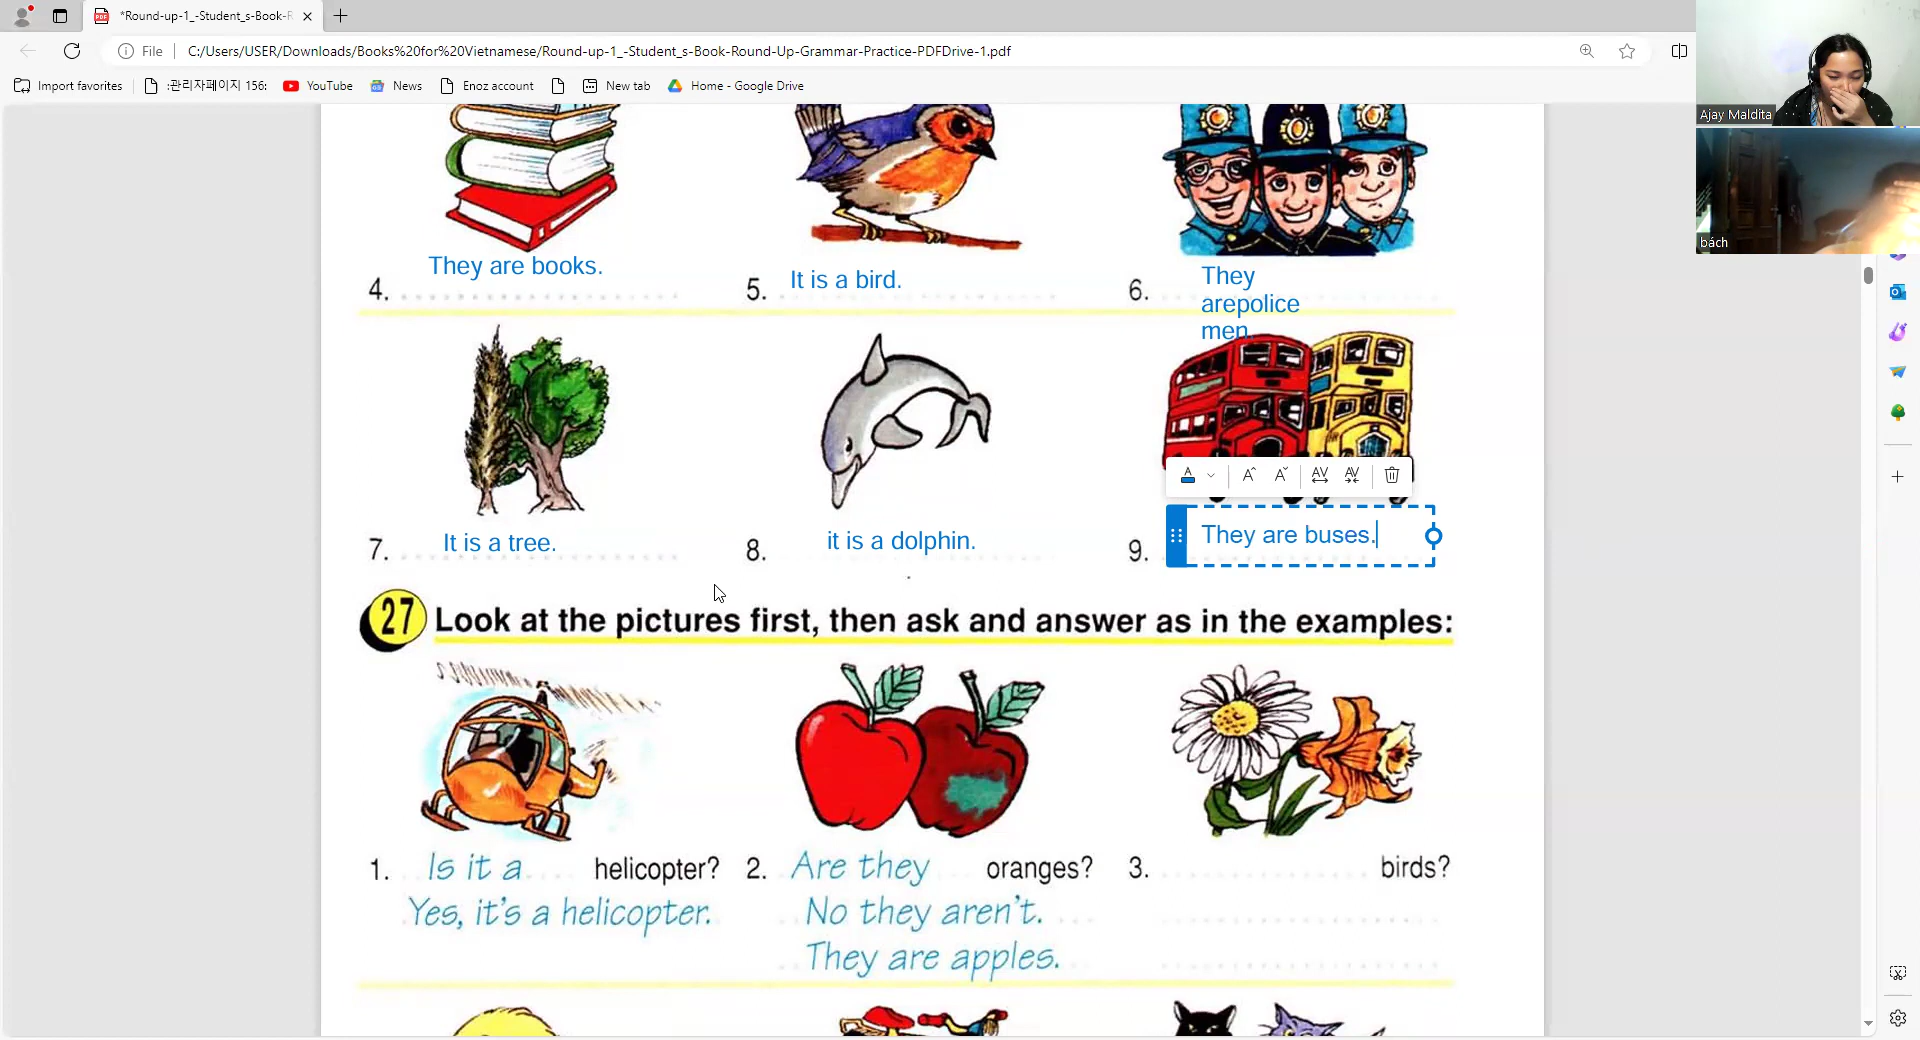 *Round-up-1_-Student_s-Book-R
File
C:/Users/USER/Downloads/Books%20for%20Vietnamese/Round-up-1_-Student_s-Book-Round-Up-Grammar-Practice-PDFDrive-1.pdf
Import favorites
:관리자페이지 156:
YouTube
News
Enoz account
New tab
Home - Google Drive
Ajay Maldita
bách
They are books.
4.
5. It is a bird.
6. They
arepolice
men.
7. It is a tree.
8. it is a dolphin.
9. They are buses.
27 Look at the pictures first, then ask and answer as in the examples:
1. Is it a helicopter?
Yes, it's a helicopter.
2. Are they oranges?
No they aren't.
They are apples.
3. birds?